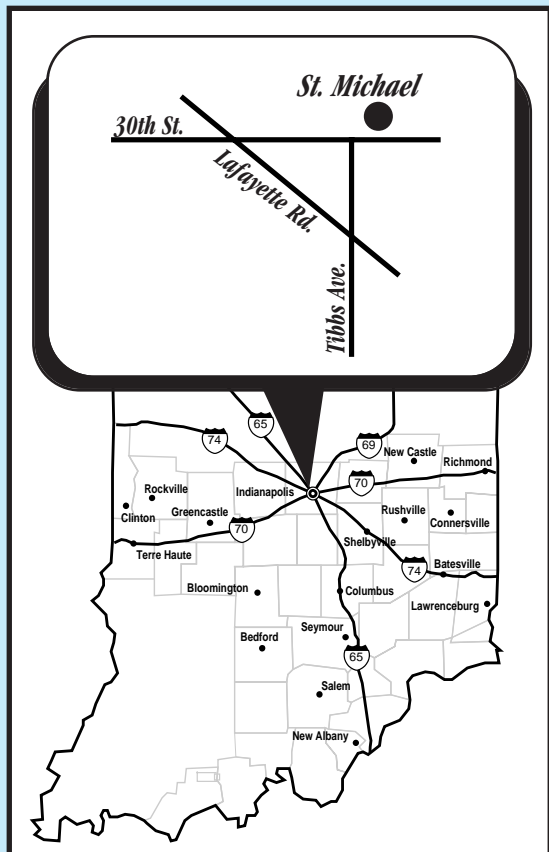 St. Michael
30th St.
Lafayette Rd.
Tibbs Ave.
65
74
69
New Castle
Richmond
70
Rockville
Indianapolis
Clinton
Greencastle
Rushville
Connersville
70
Shelbyville
Terre Haute
74
Batesville
Bloomington
Columbus
Lawrenceburg
Seymour
Bedford
65
Salem
New Albany